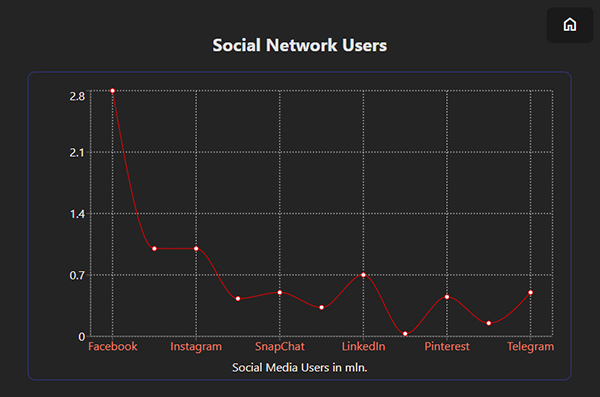 Social Network Users
2.8
2.1
1.4
0.7
0
Facebook Instagram SnapChat LinkedIn Pinterest Telegram
Social Media Users in mln.